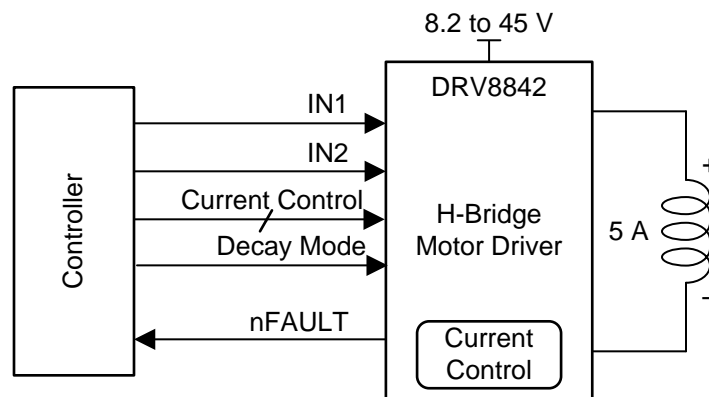 8.2 to 45 V
DRV8842
Controller
IN1
IN2
Current Control
Decay Mode
nFAULT
H-Bridge
Motor Driver
Current
Control
5 A
+
–